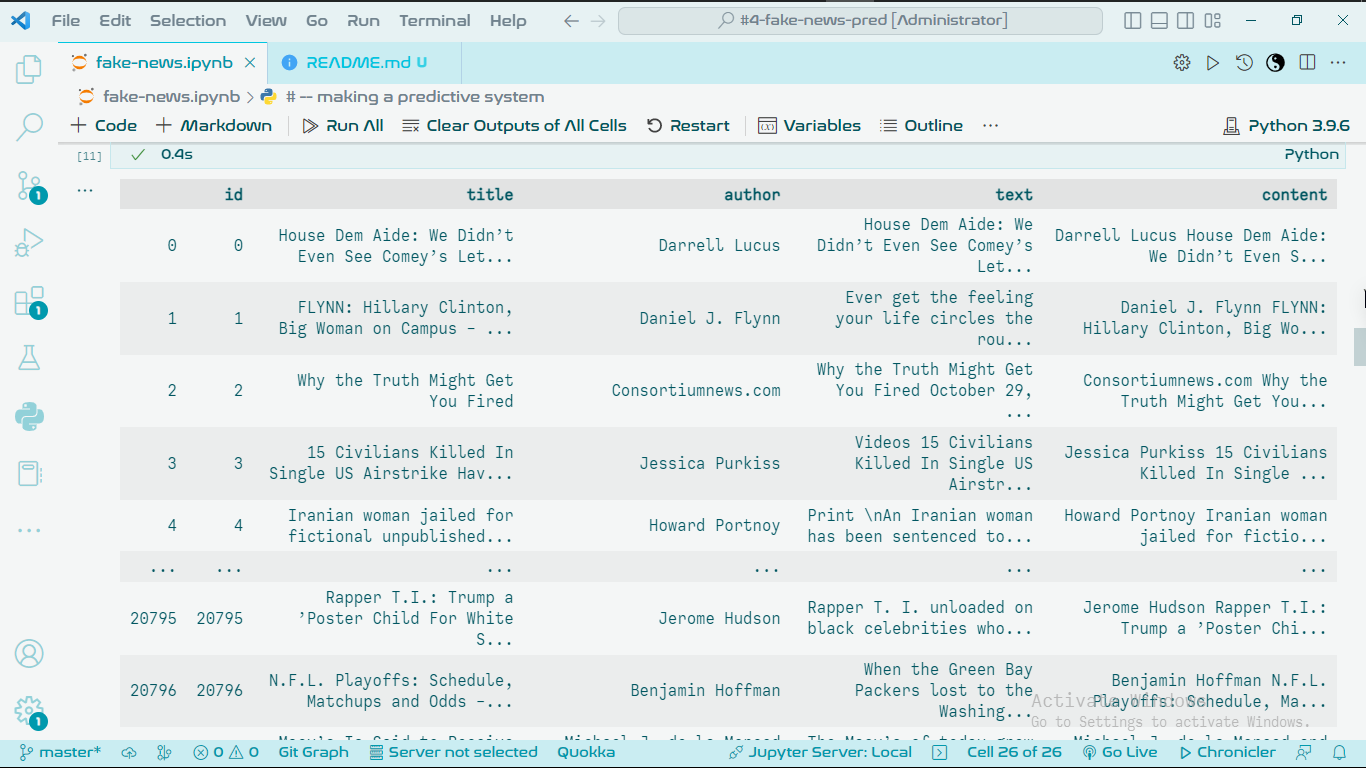 File Edit Selection View Go Run Terminal Help #4-fake-news-pred [Administrator]
fake-news.ipynb README.md U
fake-news.ipynb # -- making a predictive system
Code Markdown Run All Clear Outputs of All Cells Restart Variables Outline ... Python 3.9.6
[11] 0.4s Python
...
id title author text content
0 0 House Dem Aide: We Didn’t Even See Comey’s Let... Darrell Lucus House Dem Aide: We Didn’t Even See Comey’s Let... Darrell Lucus House Dem Aide: We Didn’t Even S...
1 1 FLYNN: Hillary Clinton, Big Woman on Campus - ... Daniel J. Flynn Ever get the feeling your life circles the rou... Daniel J. Flynn FLYNN: Hillary Clinton, Big Wo...
2 2 Why the Truth Might Get You Fired Consortiumnews.com Why the Truth Might Get You Fired October 29, ... Consortiumnews.com Why the Truth Might Get You...
3 3 15 Civilians Killed In Single US Airstrike Hav... Jessica Purkiss Videos 15 Civilians Killed In Single US Airstr... Jessica Purkiss 15 Civilians Killed In Single ...
4 4 Iranian woman jailed for fictional unpublished... Howard Portnoy Print \nAn Iranian woman has been sentenced to... Howard Portnoy Iranian woman jailed for fictio...
... ... ... ... ... ...
20795 20795 Rapper T.I.: Trump a ’Poster Child For White S... Jerome Hudson Rapper T. I. unloaded on black celebrities who... Jerome Hudson Rapper T.I.: Trump a ’Poster Chi...
20796 20796 N.F.L. Playoffs: Schedule, Matchups and Odds -... Benjamin Hoffman When the Green Bay Packers lost to the Washing... Benjamin Hoffman N.F.L. Playoffs: Schedule, Ma...
Activate Windows
Go to Settings to activate Windows.
1
1
1
master* 0 0 Git Graph Server not selected Quokka Jupyter Server: Local Cell 26 of 26 Go Live Chronicler